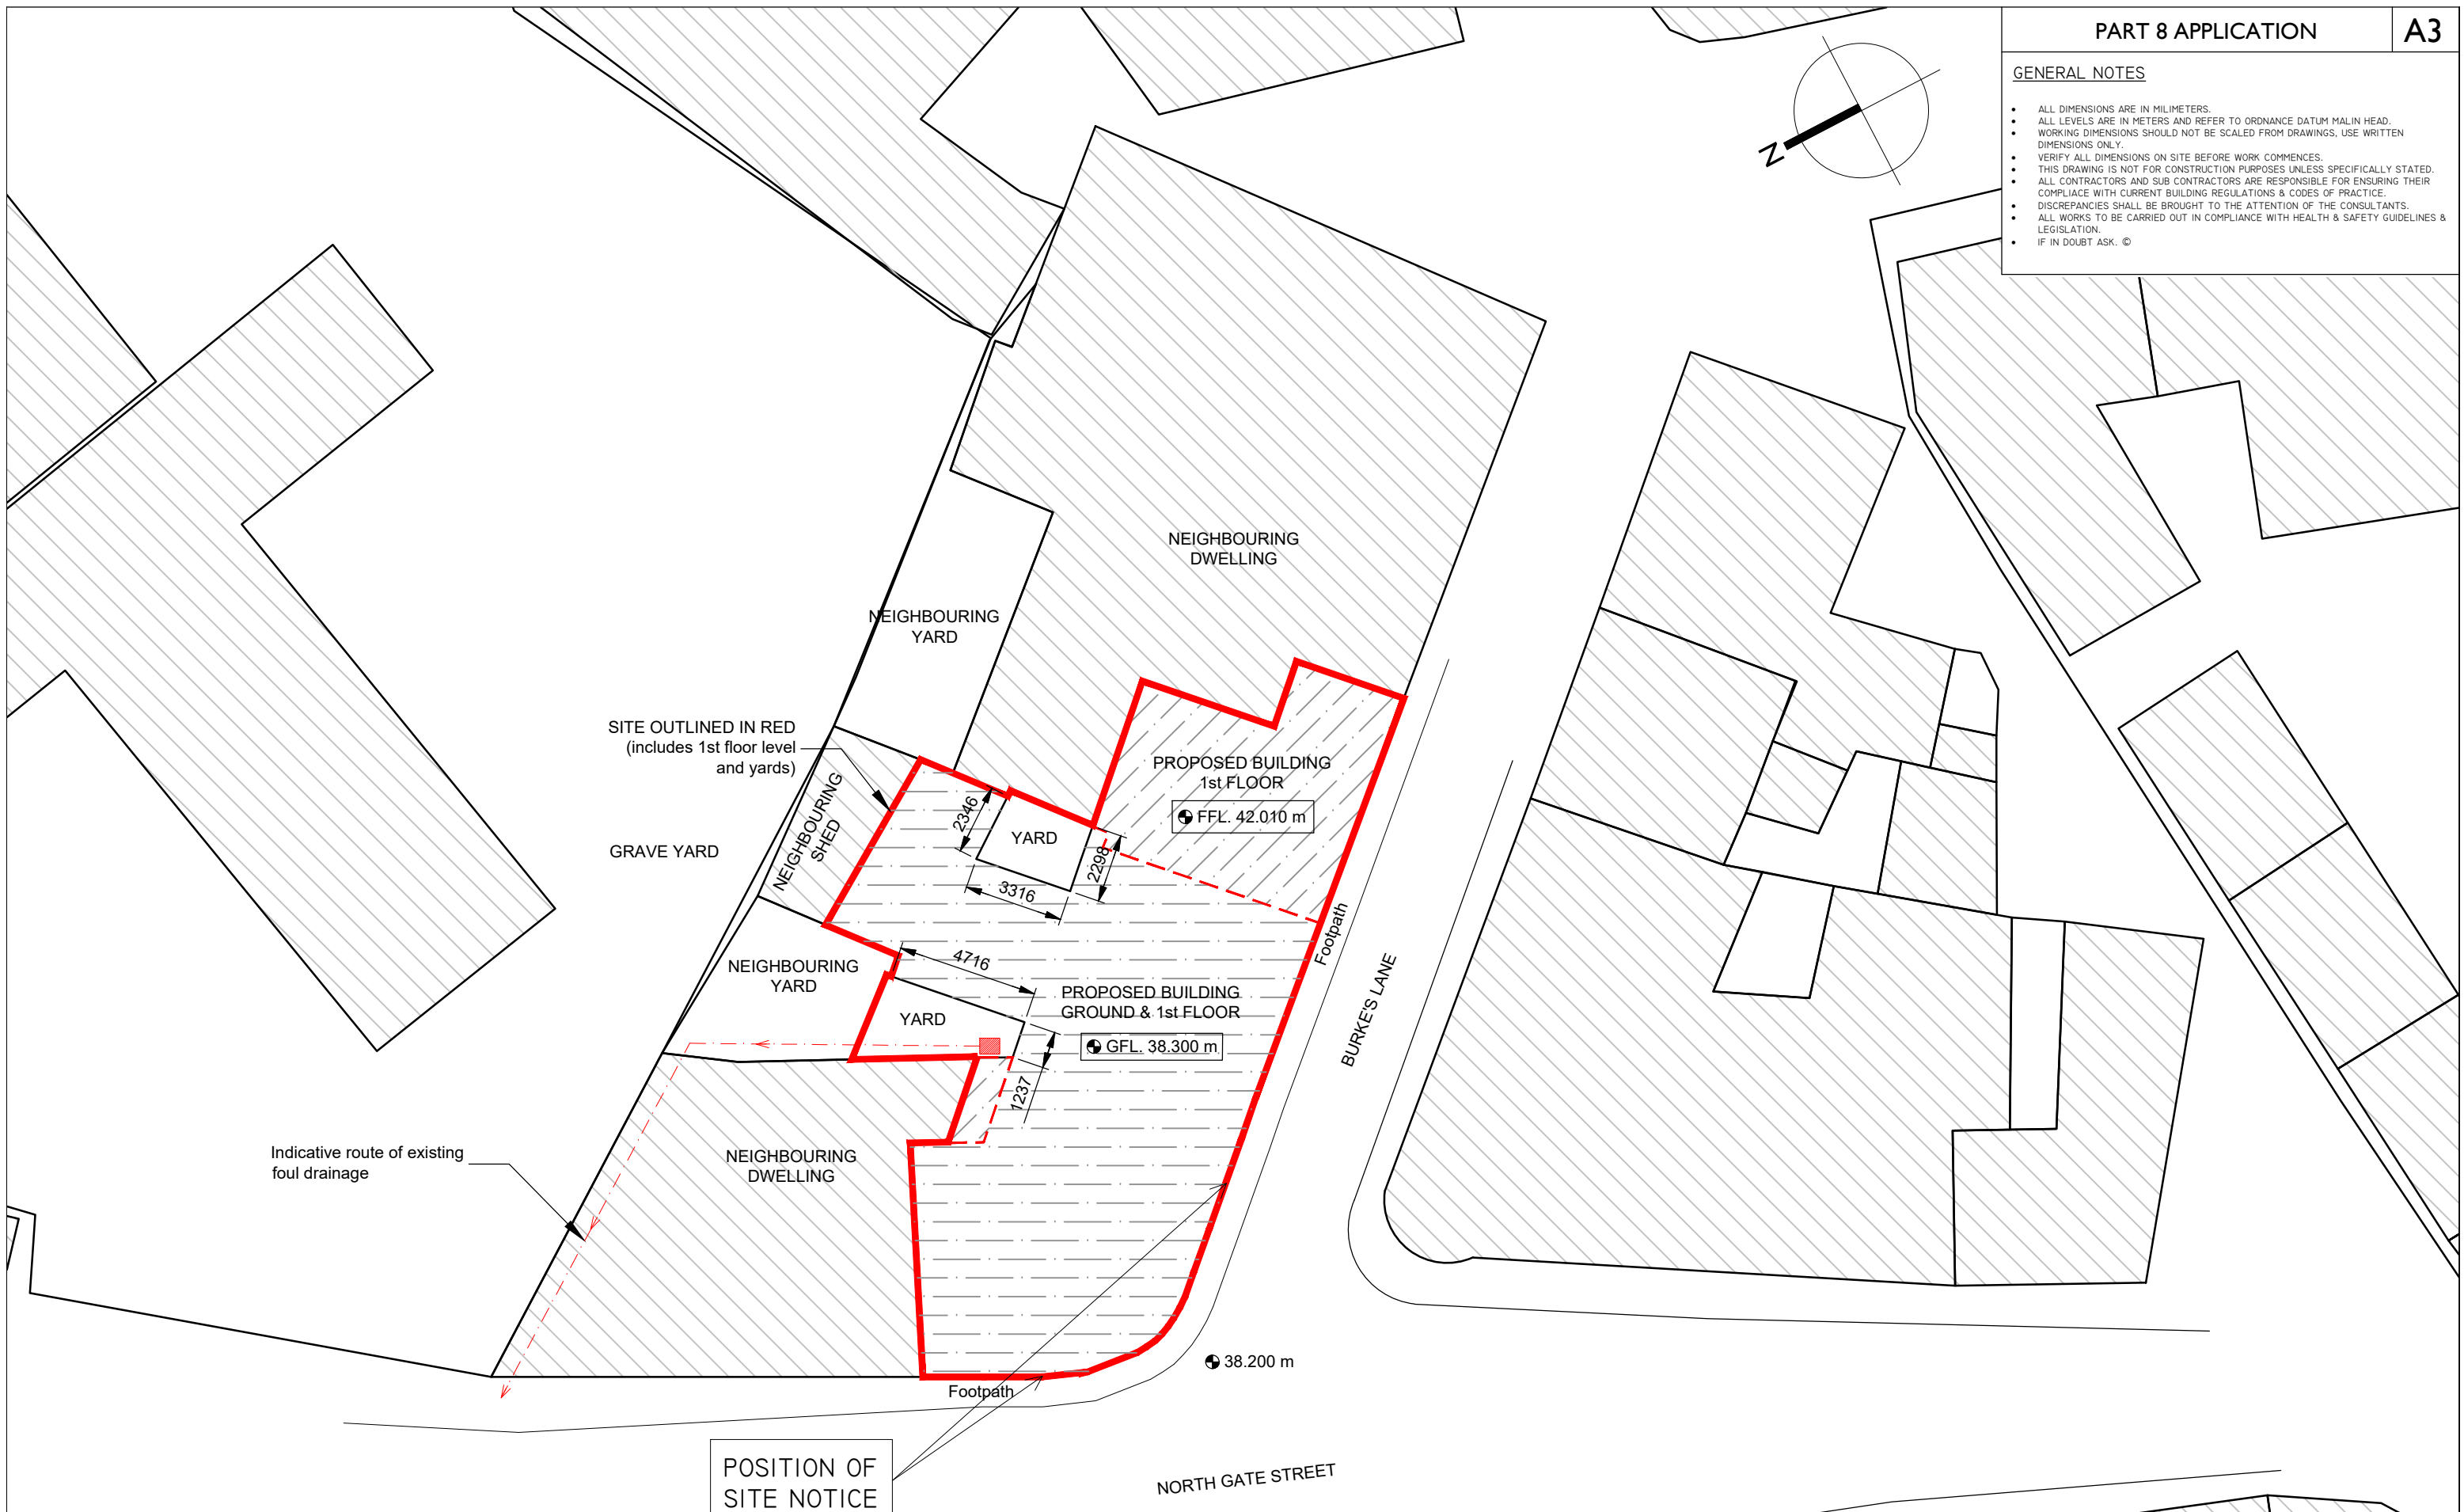 PART 8 APPLICATION
A3
GENERAL NOTES
• ALL DIMENSIONS ARE IN MILIMETERS.
• ALL LEVELS ARE IN METERS AND REFER TO ORDNANCE DATUM MALIN HEAD.
• WORKING DIMENSIONS SHOULD NOT BE SCALED FROM DRAWINGS, USE WRITTEN
DIMENSIONS ONLY.
• VERIFY ALL DIMENSIONS ON SITE BEFORE WORK COMMENCES.
• THIS DRAWING IS NOT FOR CONSTRUCTION PURPOSES UNLESS SPECIFICALLY STATED.
• ALL CONTRACTORS AND SUB CONTRACTORS ARE RESPONSIBLE FOR ENSURING THEIR
COMPLIACE WITH CURRENT BUILDING REGULATIONS & CODES OF PRACTICE.
• DISCREPANCIES SHALL BE BROUGHT TO THE ATTENTION OF THE CONSULTANTS.
• ALL WORKS TO BE CARRIED OUT IN COMPLIANCE WITH HEALTH & SAFETY GUIDELINES &
LEGISLATION.
• IF IN DOUBT ASK. ©
N
NEIGHBOURING
DWELLING
NEIGHBOURING
YARD
SITE OUTLINED IN RED
(includes 1st floor level
and yards)
PROPOSED BUILDING
1st FLOOR
FFL. 42.010 m
NEIGHBOURING
SHED
2346
YARD
2298
3316
GRAVE YARD
Footpath
BURKE'S LANE
NEIGHBOURING
YARD
4716
PROPOSED BUILDING
GROUND & 1st FLOOR
GFL. 38.300 m
YARD
1237
Indicative route of existing
foul drainage
NEIGHBOURING
DWELLING
38.200 m
Footpath
POSITION OF
SITE NOTICE
NORTH GATE STREET